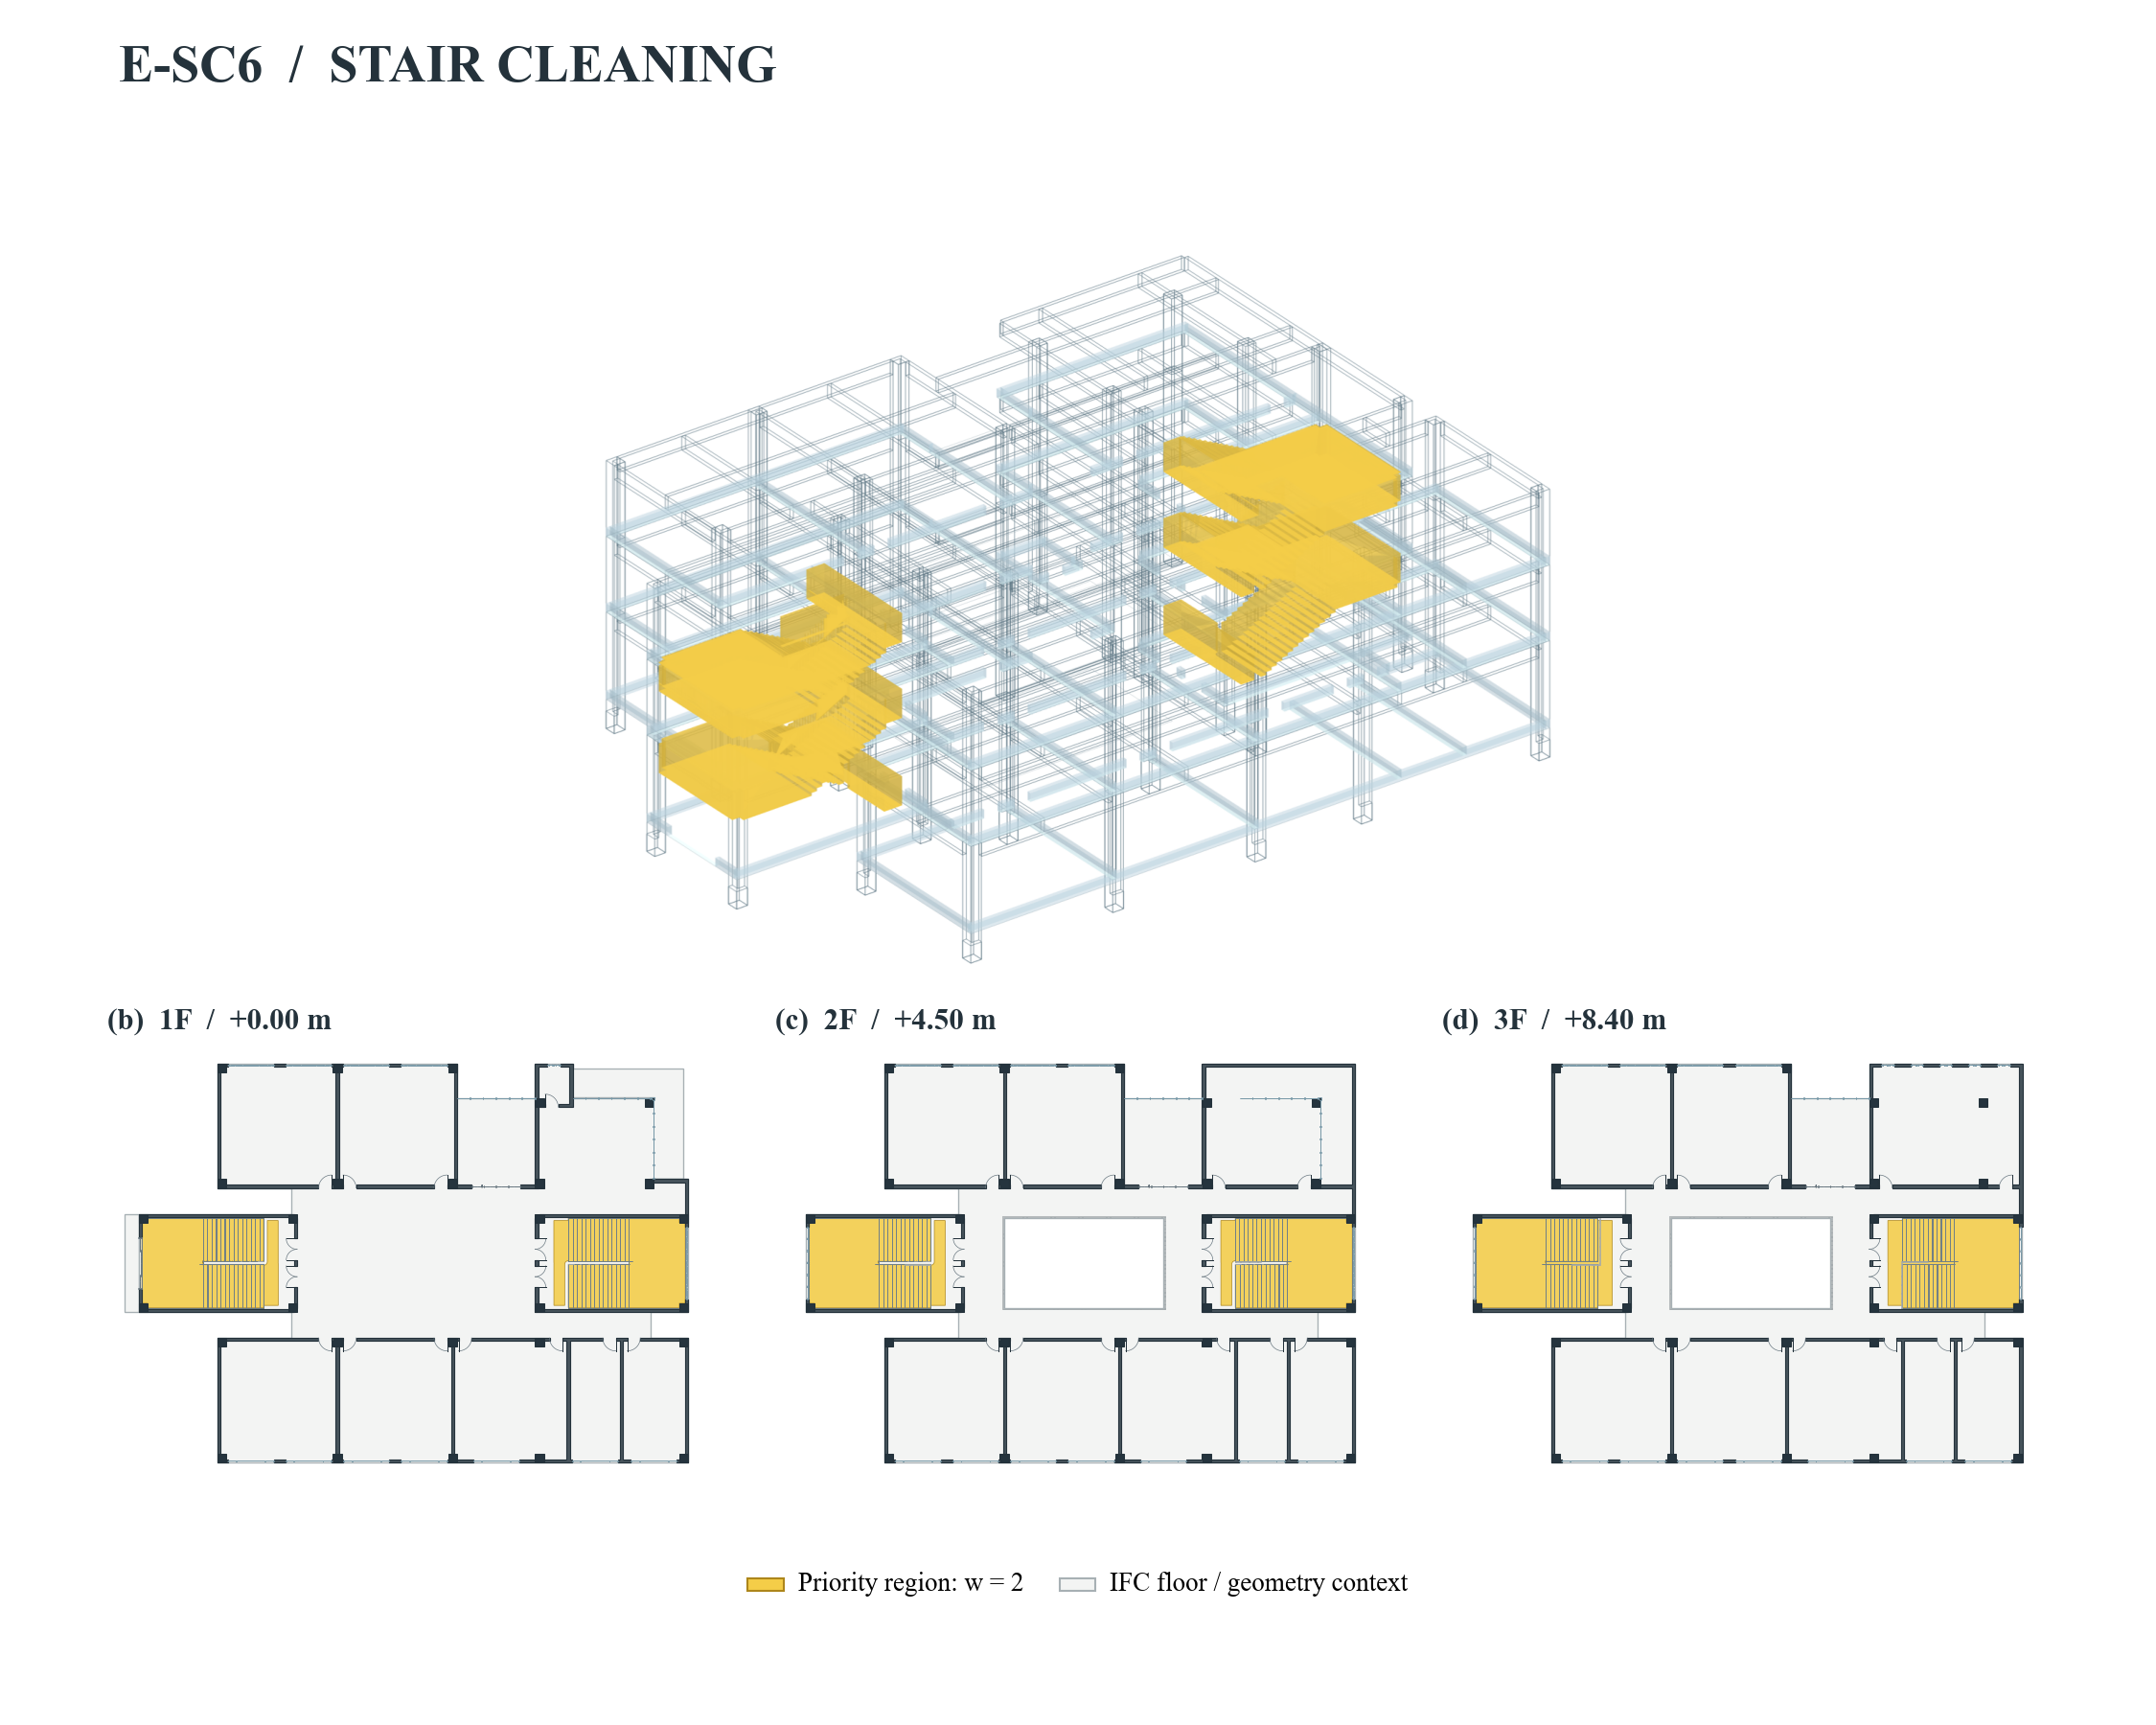 E-SC6 / STAIR CLEANING
(b) 1F / +0.00 m
(c) 2F / +4.50 m
(d) 3F / +8.40 m
Priority region: w = 2
IFC floor / geometry context